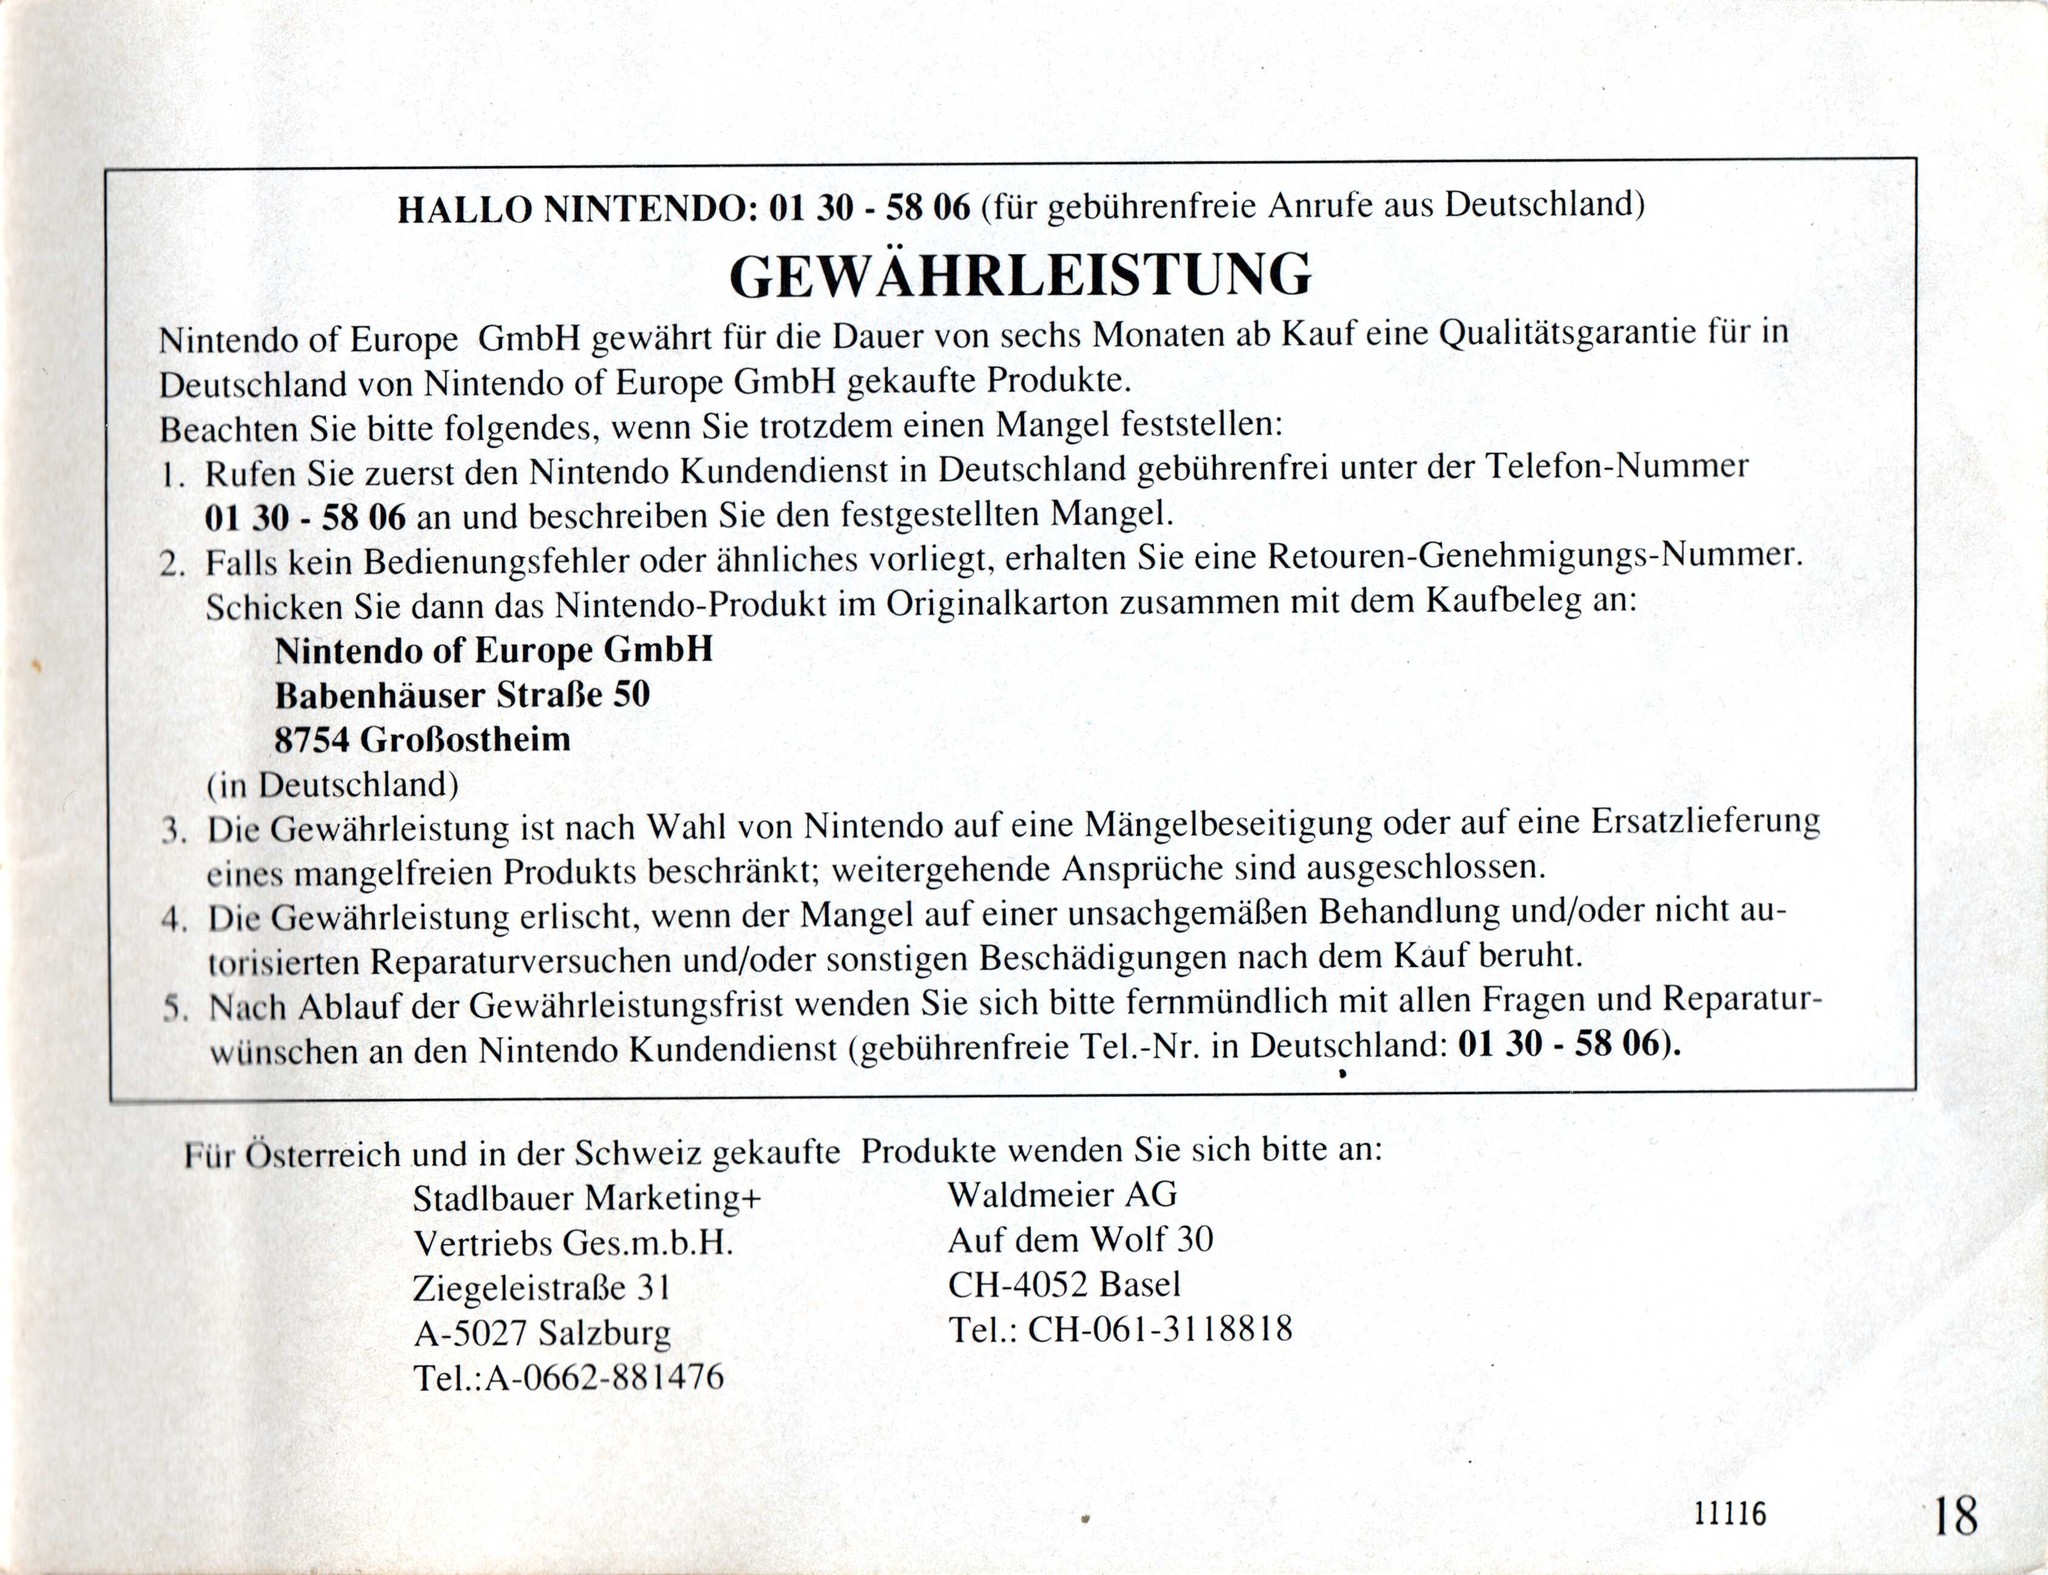 HALLO NINTENDO: 01 30 - 58 06 (für gebührenfreie Anrufe aus Deutschland)
GEWÄHRLEISTUNG
Nintendo of Europe GmbH gewährt für die Dauer von sechs Monaten ab Kauf eine Qualitätsgarantie für in
Deutschland von Nintendo of Europe GmbH gekaufte Produkte.
Beachten Sie bitte folgendes, wenn Sie trotzdem einen Mangel feststellen:
1. Rufen Sie zuerst den Nintendo Kundendienst in Deutschland gebührenfrei unter der Telefon-Nummer
01 30 - 58 06 an und beschreiben Sie den festgestellten Mangel.
2. Falls kein Bedienungsfehler oder ähnliches vorliegt, erhalten Sie eine Retouren-Genehmigungs-Nummer.
Schicken Sie dann das Nintendo-Produkt im Originalkarton zusammen mit dem Kaufbeleg an:
Nintendo of Europe GmbH
Babenhäuser Straße 50
8754 Großostheim
(in Deutschland)
3. Die Gewährleistung ist nach Wahl von Nintendo auf eine Mängelbeseitigung oder auf eine Ersatzlieferung
eines mangelfreien Produkts beschränkt; weitergehende Ansprüche sind ausgeschlossen.
4. Die Gewährleistung erlischt, wenn der Mangel auf einer unsachgemäßen Behandlung und/oder nicht au-
torisierten Reparaturversuchen und/oder sonstigen Beschädigungen nach dem Kauf beruht.
5. Nach Ablauf der Gewährleistungsfrist wenden Sie sich bitte fernmündlich mit allen Fragen und Reparatur-
wünschen an den Nintendo Kundendienst (gebührenfreie Tel.-Nr. in Deutschland: 01 30 - 58 06).
Für Österreich und in der Schweiz gekaufte Produkte wenden Sie sich bitte an:
Stadlbauer Marketing+
Vertriebs Ges.m.b.H.
Ziegeleistraße 31
A-5027 Salzburg
Tel.:A-0662-881476
Waldmeier AG
Auf dem Wolf 30
CH-4052 Basel
Tel.: CH-061-3118818
11116
18